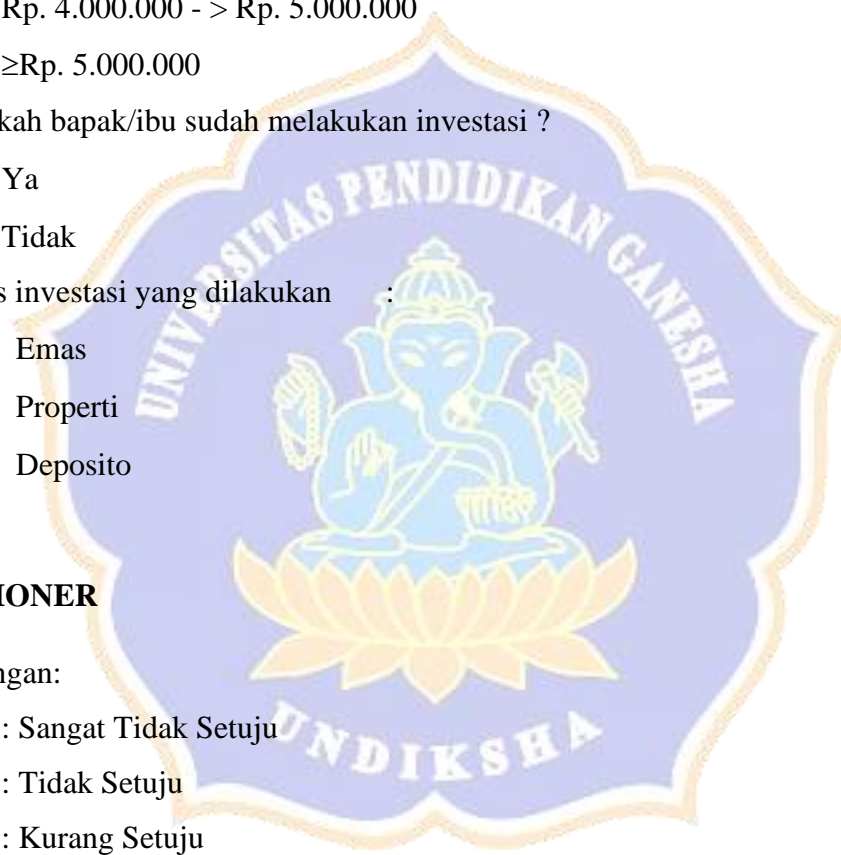 Rp. 4.000.000 - > Rp. 5.000.000
≥Rp. 5.000.000
kah bapak/ibu sudah melakukan investasi ?
Ya
Tidak
s investasi yang dilakukan :
Emas
Properti
Deposito
UNIVERSITAS PENDIDIKAN GANESHA
IONER
ngan:
: Sangat Tidak Setuju
UNDIKSHA
: Tidak Setuju
: Kurang Setuju